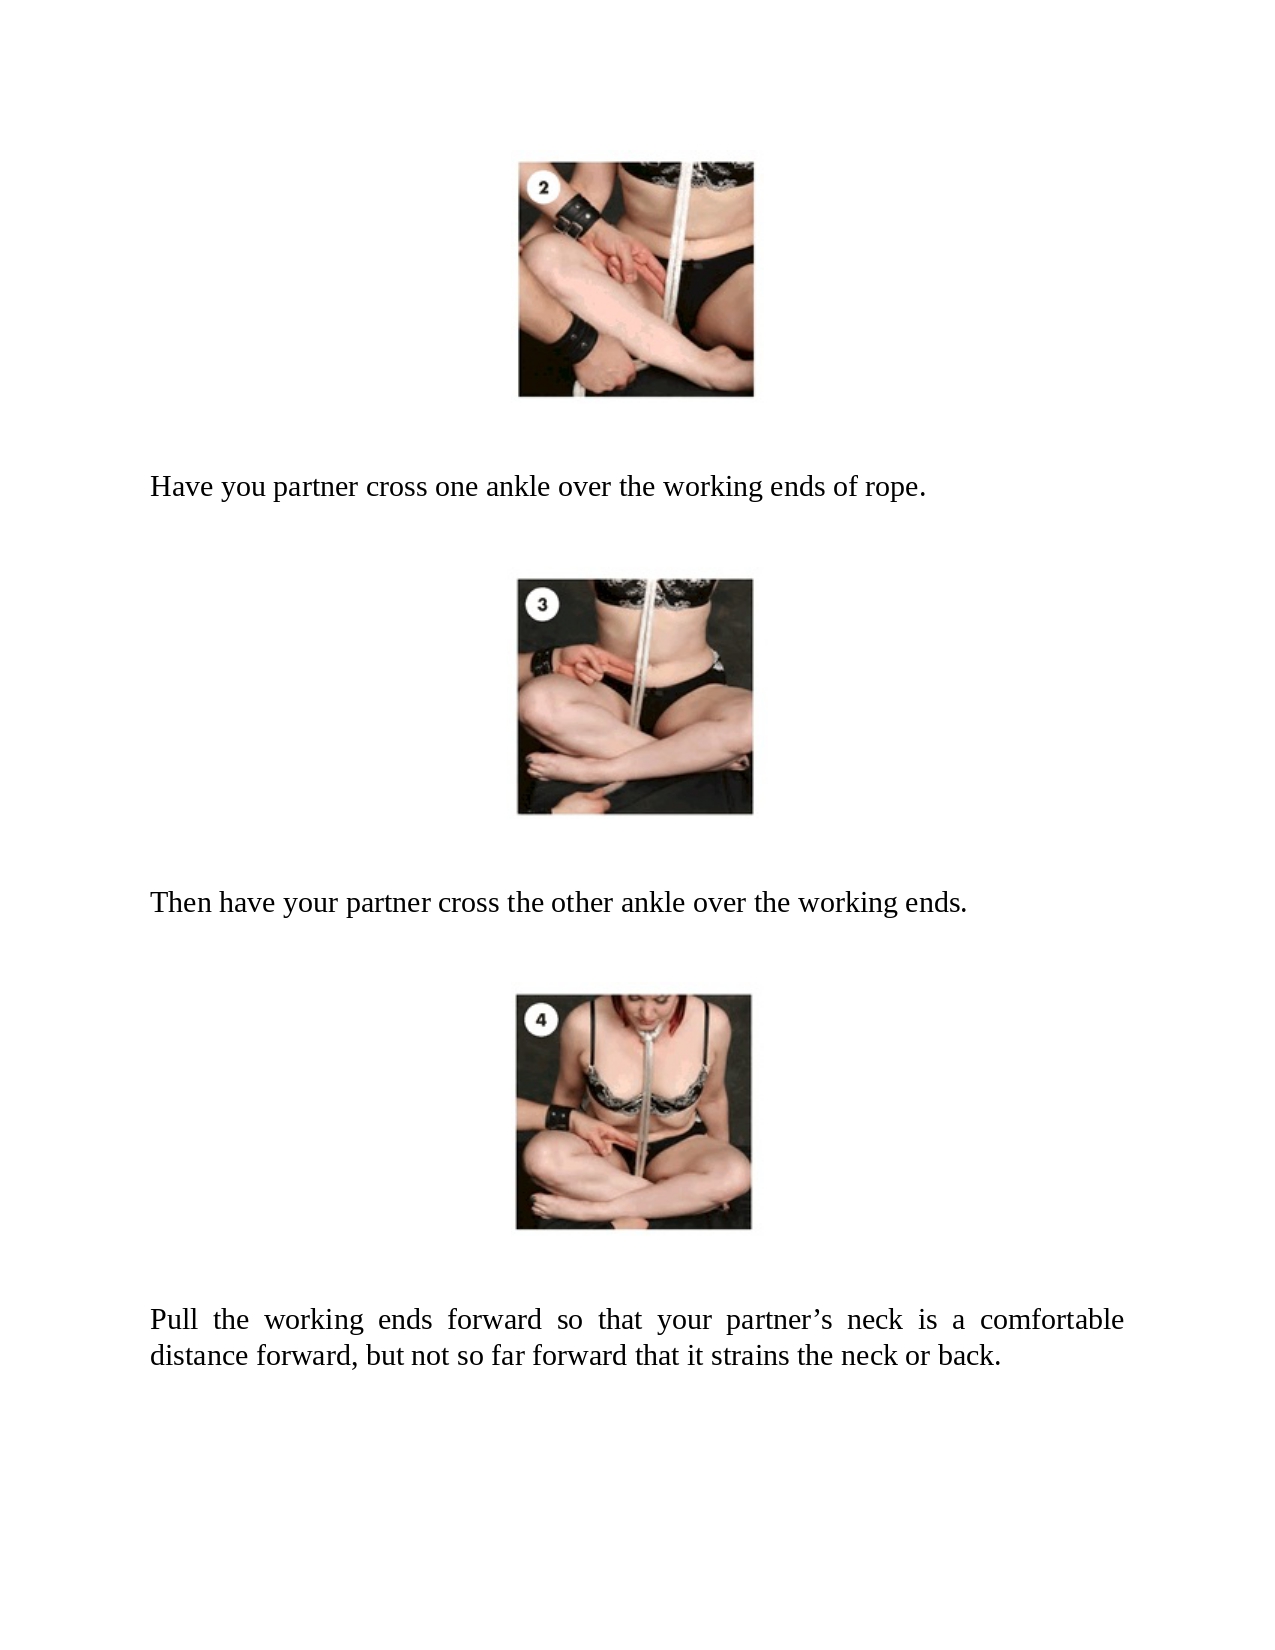 2
Have you partner cross one ankle over the working ends of rope.
3
Then have your partner cross the other ankle over the working ends.
4
Pull the working ends forward so that your partner’s neck is a comfortable
distance forward, but not so far forward that it strains the neck or back.